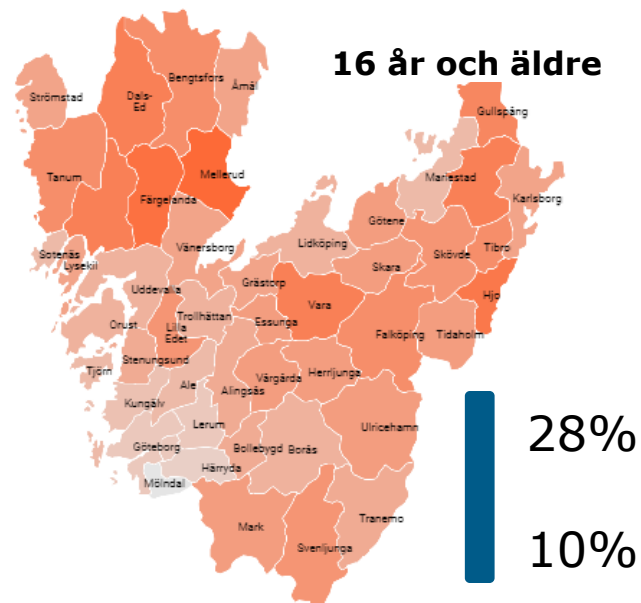 16 år och äldre
Bengtsfors
Åmål
Dals-
Ed
Strömstad
Gullspång
Mellerud
Tanum
Mariestad
Karlsborg
Färgelanda
Götene
Lidköping
Vänersborg
Tibro
Sotenäs
Skövde
Lysekil
Skara
Grästorp
Uddevalla
Hjo
Vara
Trollhättan
Essunga
Orust
Lilla
Edet
Falköping
Tidaholm
Stenungsund
Tjörn
Herrljunga
Vårgårda
Ale
Alingsås
Kungälv
Lerum
Ulricehamn
28%
Göteborg
Bollebygd
Borås
Härryda
Mölndal
Tranemo
Mark
Svenljunga
10%